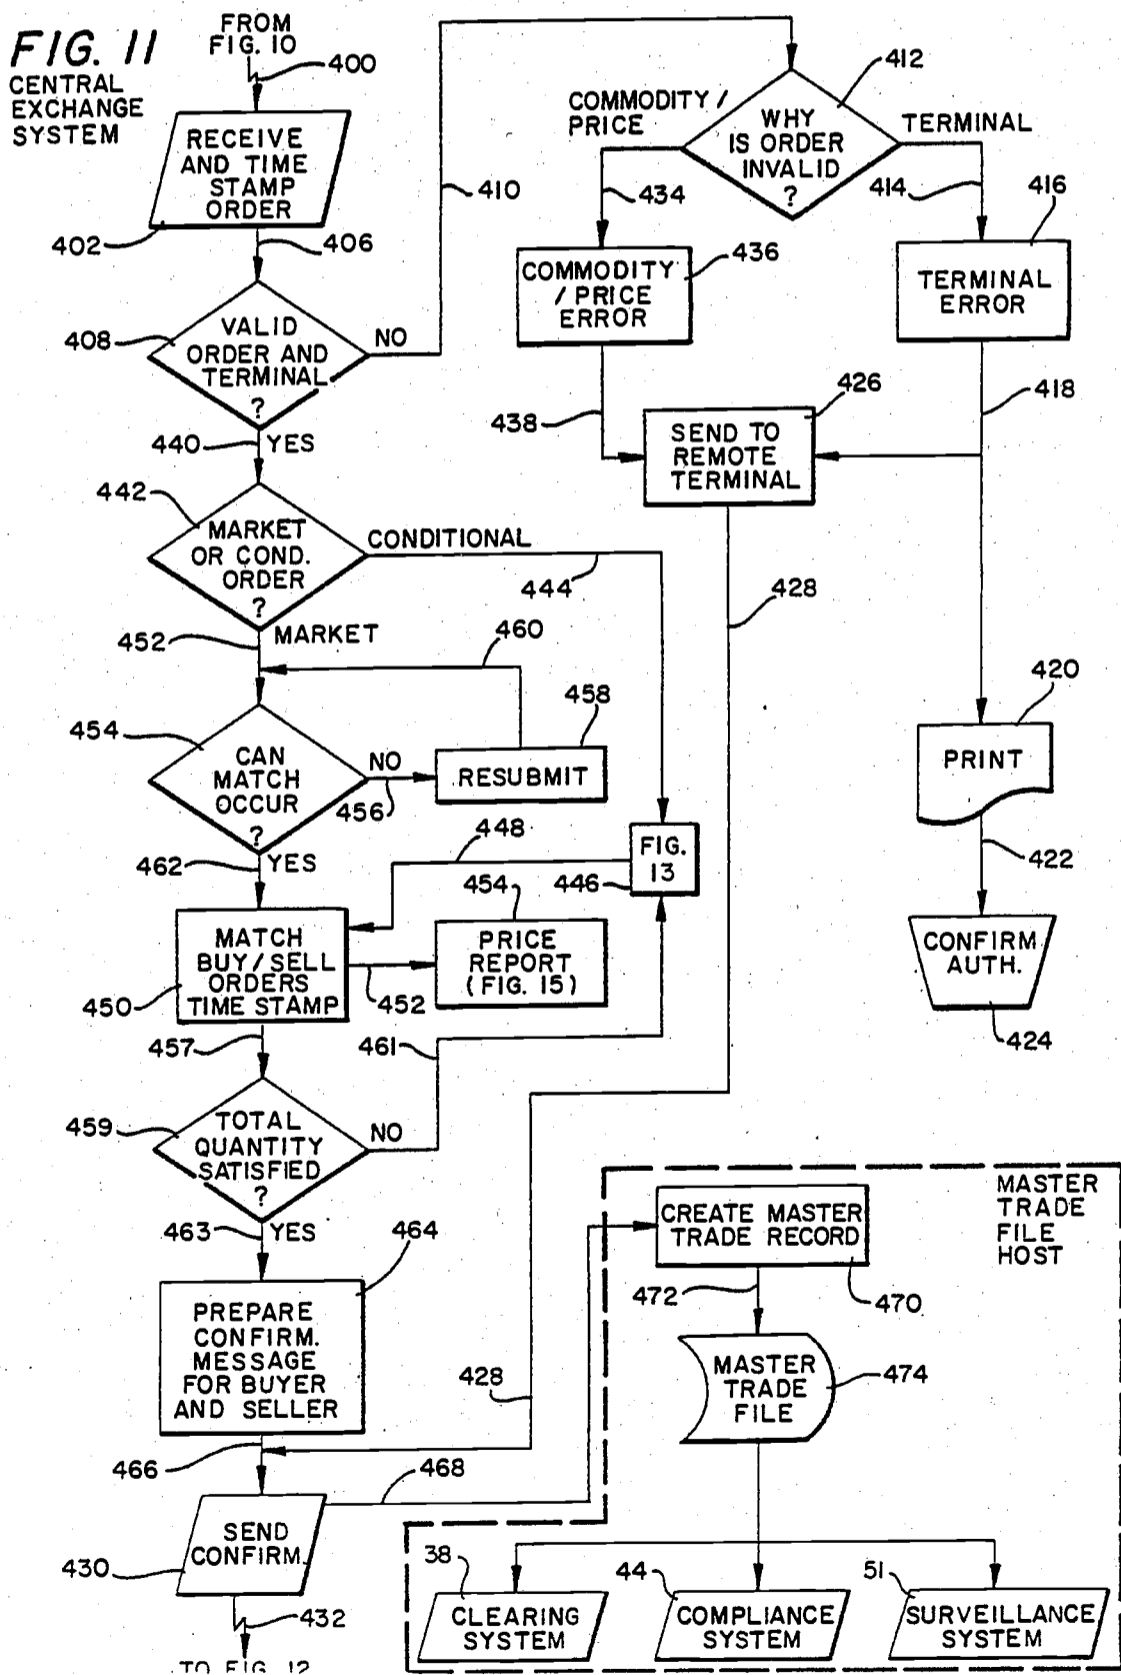 FIG. 11
CENTRAL
EXCHANGE
SYSTEM
FROM
FIG. 10
400
RECEIVE
AND TIME
STAMP
ORDER
402
406
408
VALID
ORDER AND
TERMINAL
?
NO
410
412
WHY
IS ORDER
INVALID
?
COMMODITY/
PRICE
TERMINAL
434
414
416
436
COMMODITY
/ PRICE
ERROR
TERMINAL
ERROR
438
426
418
SEND TO
REMOTE
TERMINAL
440
YES
442
MARKET
OR COND.
ORDER
?
CONDITIONAL
444
428
452
MARKET
460
420
PRINT
454
CAN
MATCH
OCCUR
?
NO
456
458
RESUBMIT
422
448
FIG.
13
446
462
YES
CONFIRM
AUTH.
424
MATCH
BUY/SELL
ORDERS
TIME STAMP
450
454
PRICE
REPORT
(FIG. 15)
452
457
461
459
TOTAL
QUANTITY
SATISFIED
?
NO
463
YES
464
MASTER
TRADE
FILE
HOST
CREATE MASTER
TRADE RECORD
472
470
PREPARE
CONFIRM.
MESSAGE
FOR BUYER
AND SELLER
428
MASTER
TRADE
FILE
474
466
468
SEND
CONFIRM.
430
432
TO FIG. 12
38
CLEARING
SYSTEM
44
COMPLIANCE
SYSTEM
51
SURVEILLANCE
SYSTEM